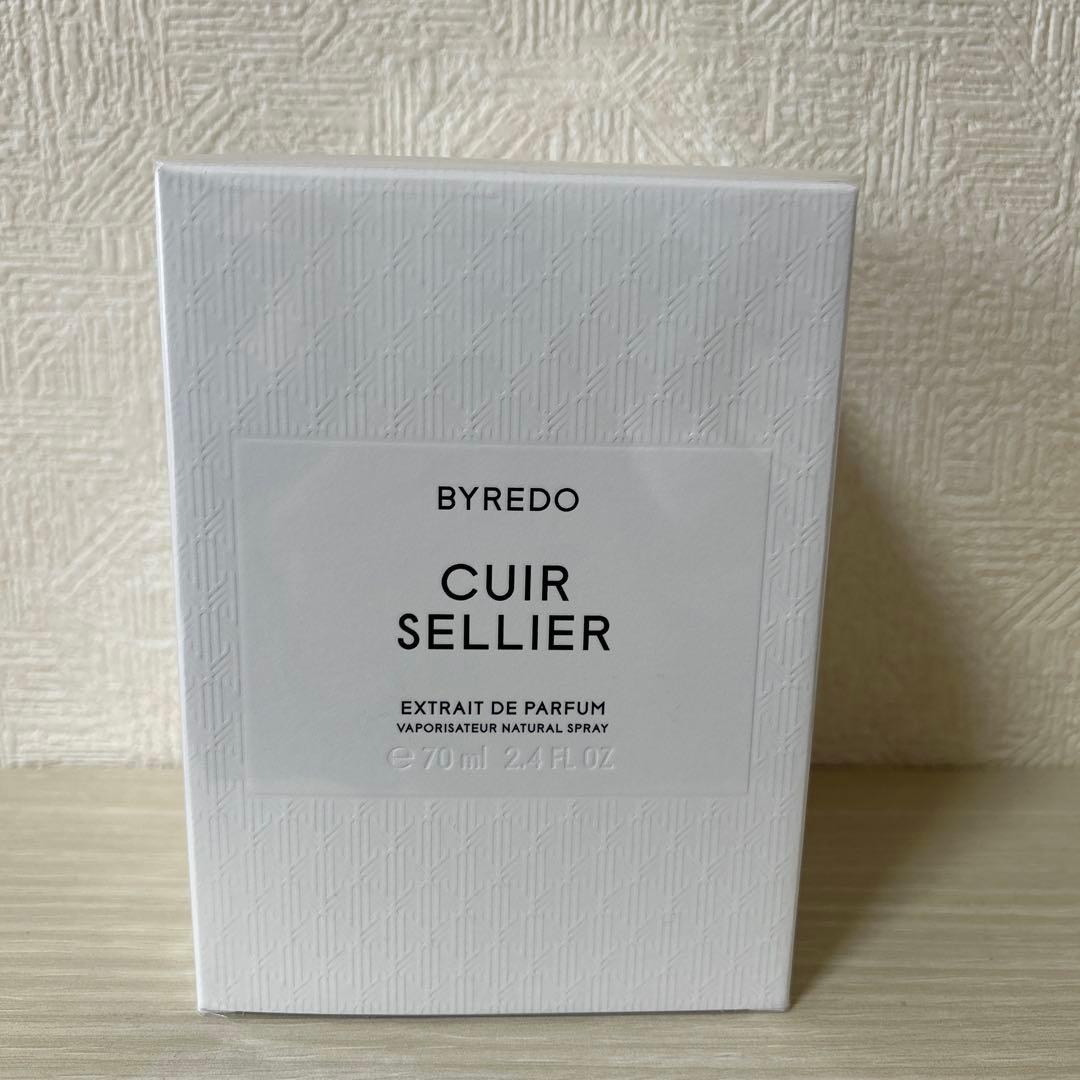 BYREDO
CUIR
SELLIER
EXTRAIT DE PARFUM
VAPORISATEUR NATURAL SPRAY
℮ 70 ml 2.4 FL OZ